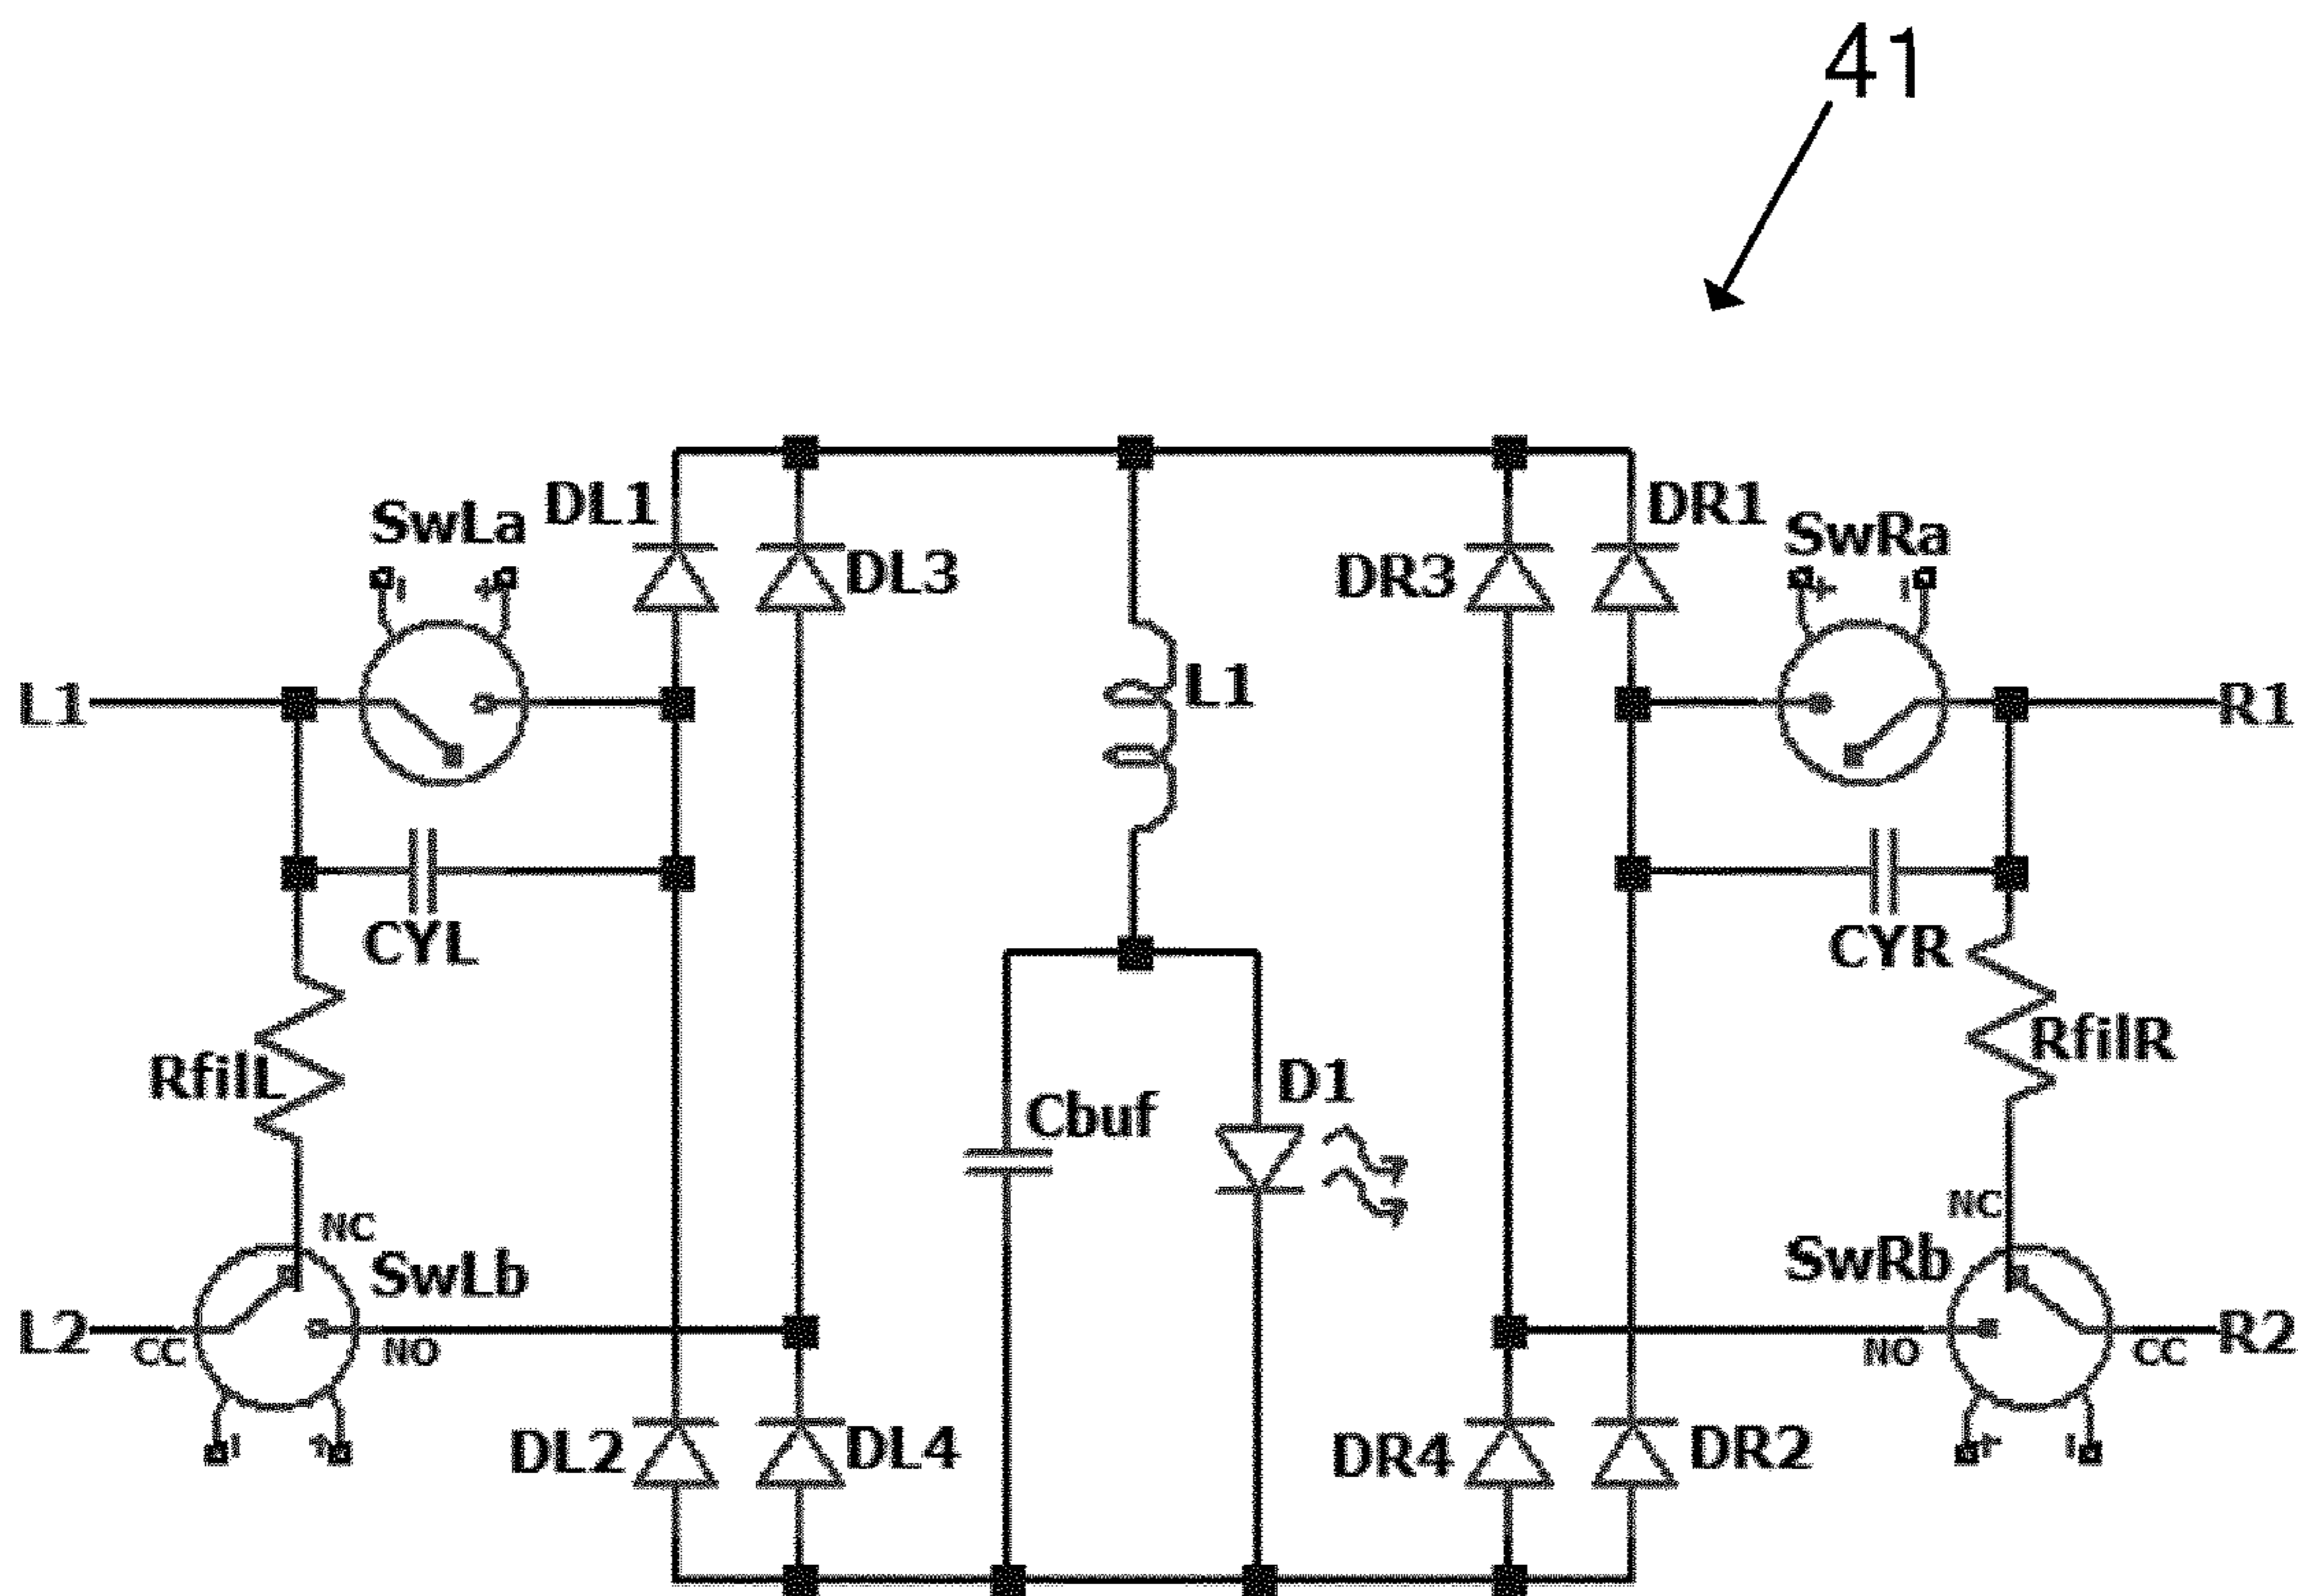 41
SwLa
DL1
DL3
DR3
DR1
SwRa
- +
+ -
L1
L1
R1
CYL
CYR
RfilL
Cbuf
D1
RfilR
NC
SwLb
NC
SwRb
L2
CC
NO
NO
CC
R2
- +
+ -
DL2
DL4
DR4
DR2